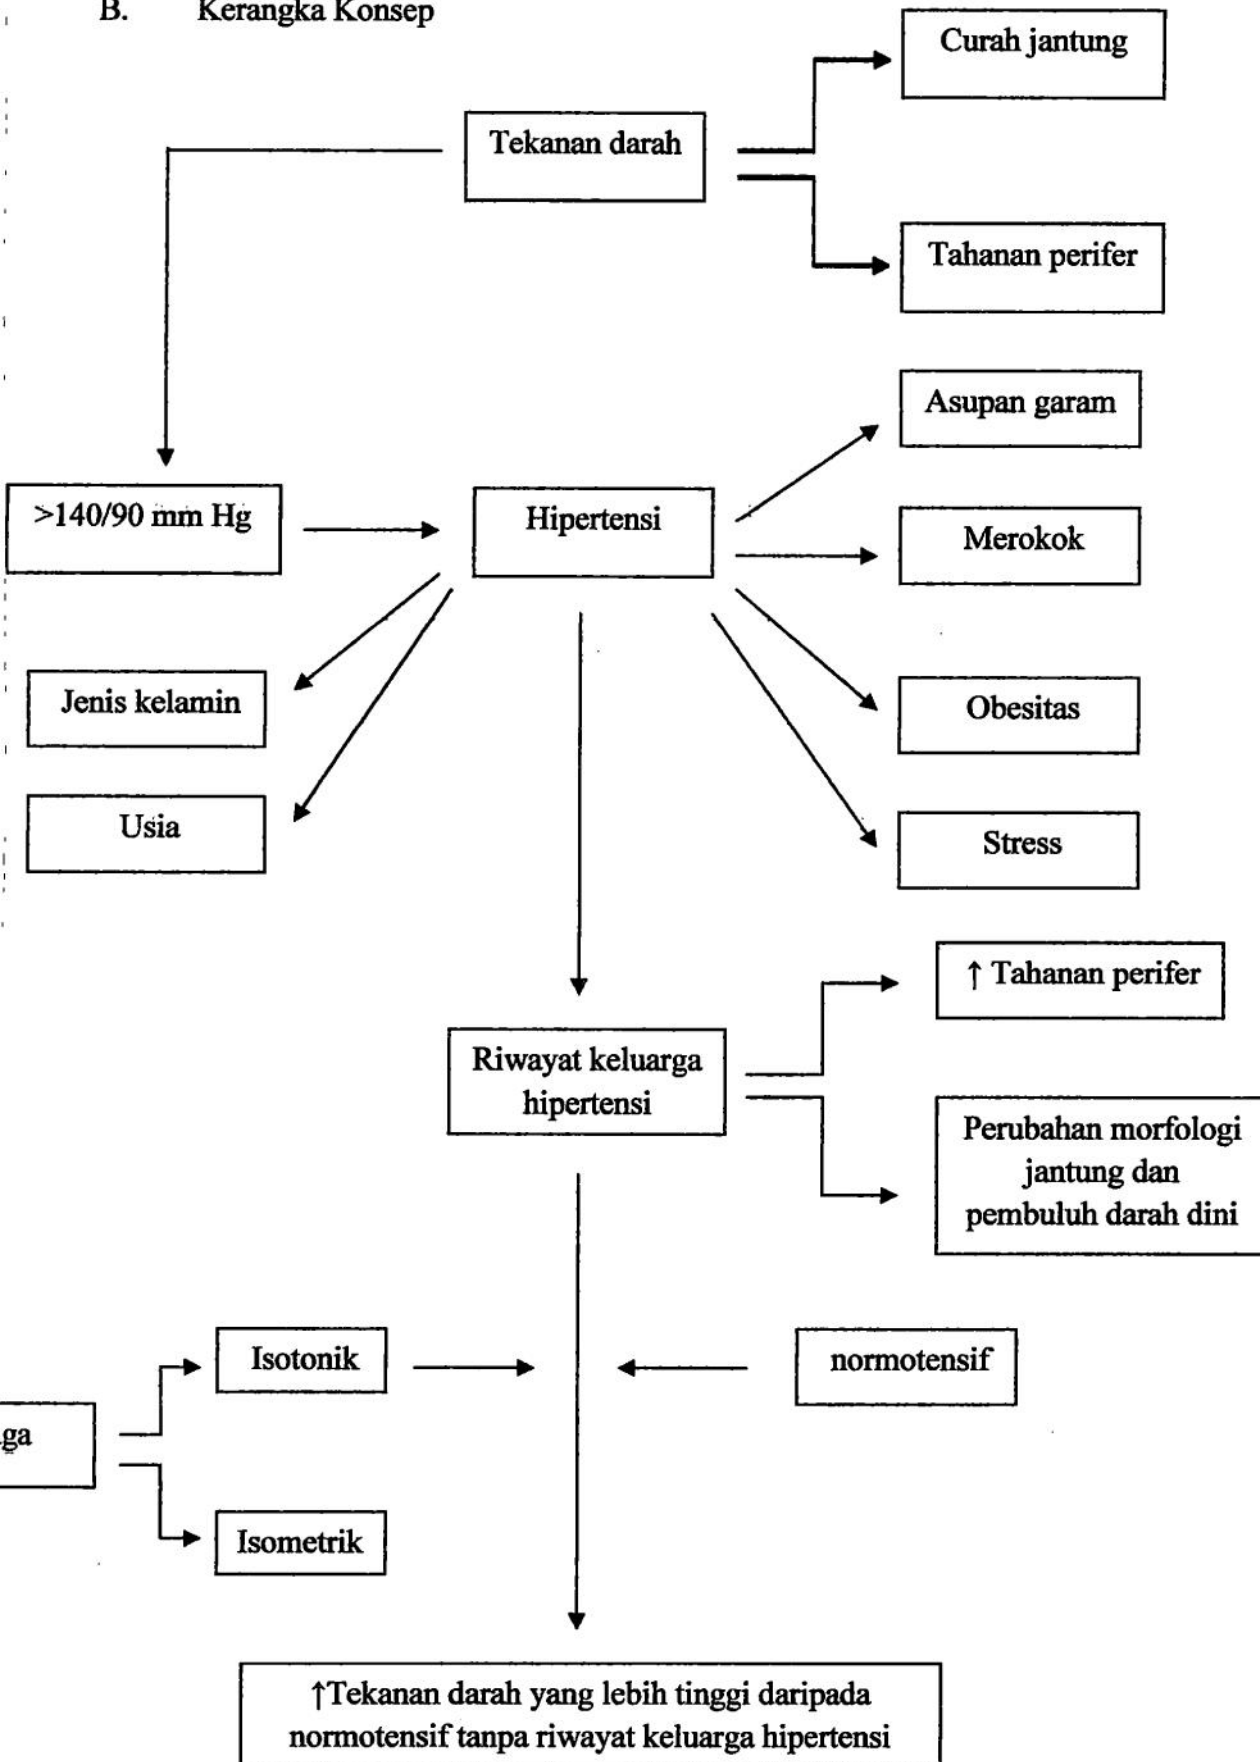 B. Kerangka Konsep
Curah jantung
Tekanan darah
Tahanan perifer
Asupan garam
>140/90 mm Hg
Hipertensi
Merokok
Jenis kelamin
Obesitas
Usia
Stress
↑ Tahanan perifer
Riwayat keluarga
hipertensi
Perubahan morfologi
jantung dan
pembuluh darah dini
Isotonik
normotensif
ga
Isometrik
↑Tekanan darah yang lebih tinggi daripada
normotensif tanpa riwayat keluarga hipertensi